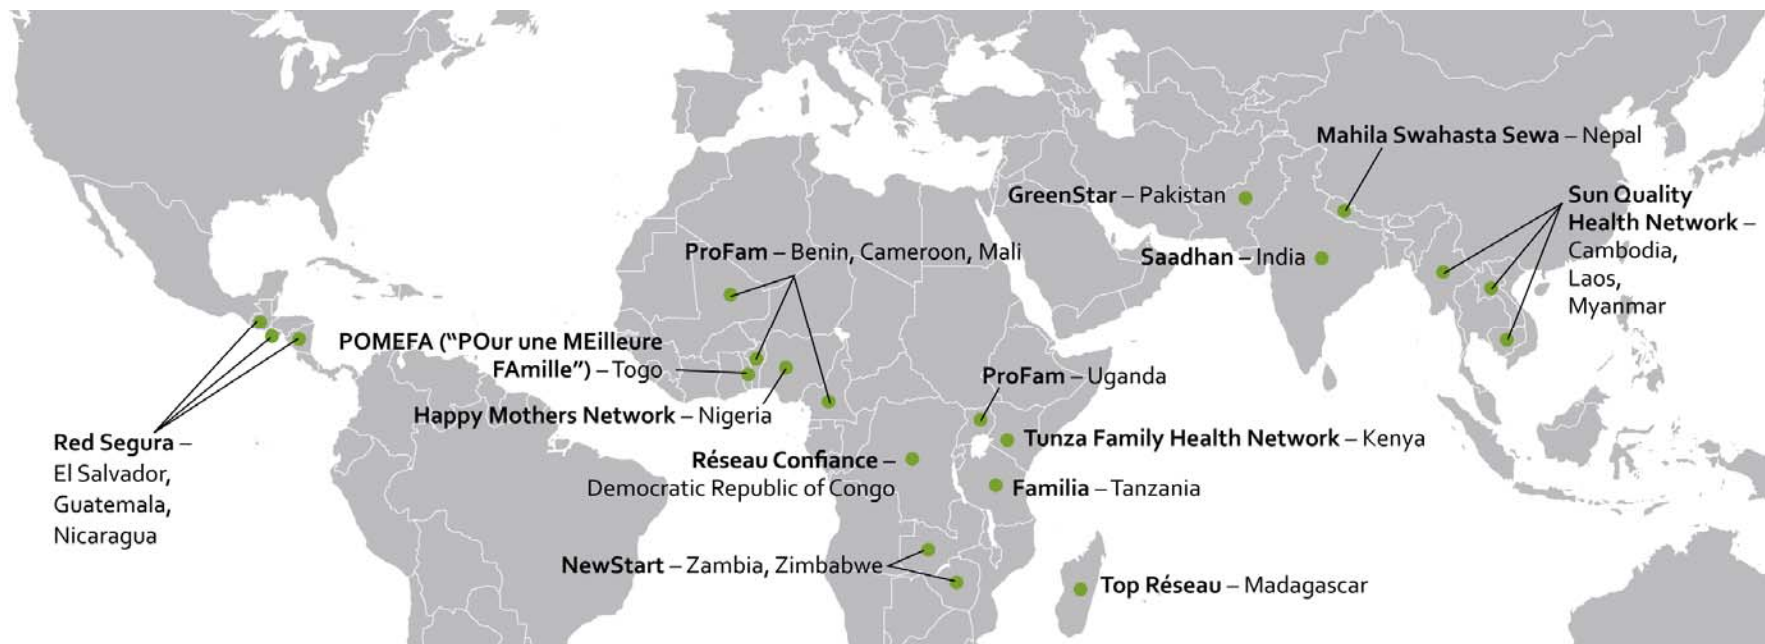 Mahila Swahasta Sewa – Nepal
GreenStar – Pakistan
Sun Quality
Health Network –
Cambodia,
Laos,
Myanmar
ProFam – Benin, Cameroon, Mali
Saadhan – India
POMEFA ("POur une MEilleure
FAmille") – Togo
ProFam – Uganda
Happy Mothers Network – Nigeria
Red Segura –
El Salvador,
Guatemala,
Nicaragua
Tunza Family Health Network – Kenya
Réseau Confiance –
Democratic Republic of Congo
Familia – Tanzania
NewStart – Zambia, Zimbabwe
Top Réseau – Madagascar